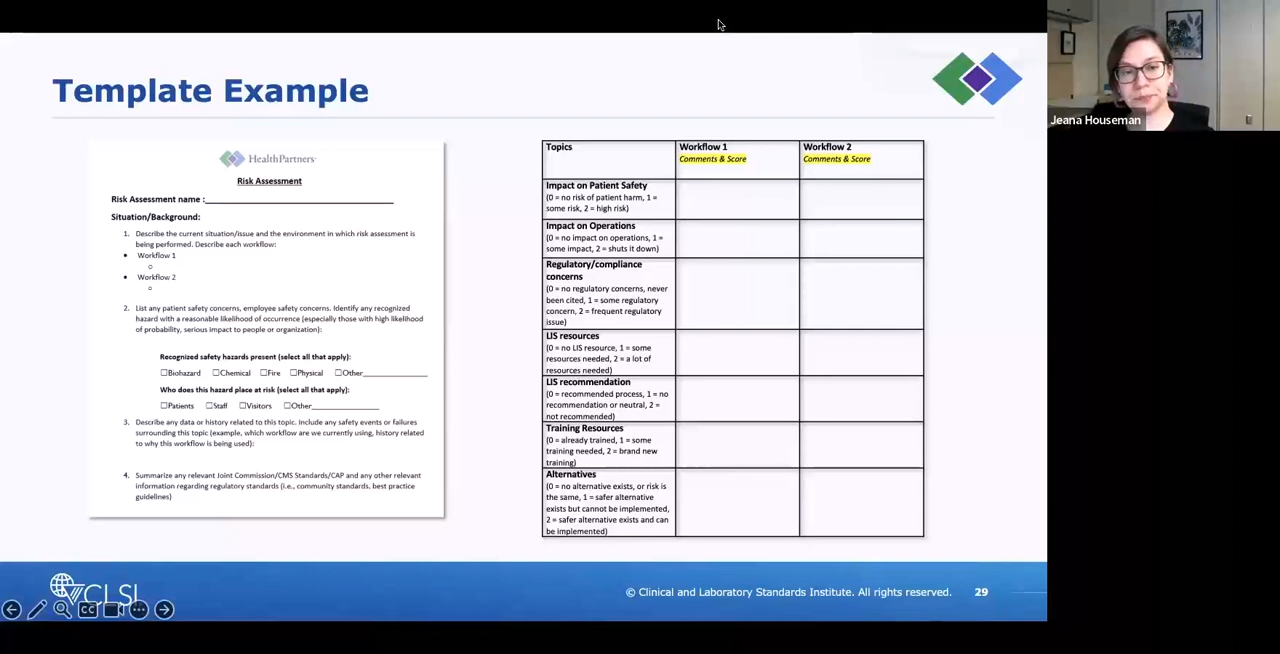 Template Example
HealthPartners
Risk Assessment
Risk Assessment name :
Situation/Background:
1. Describe the current situation/issue and the environment in which risk assessment is
being performed. Describe each workflow:
• Workflow 1
○
• Workflow 2
○
2. List any patient safety concerns, employee safety concerns. Identify any recognized
hazard with a reasonable likelihood of occurrence (especially those with high likelihood
of probability, serious impact to people or organization):
Recognized safety hazards present (select all that apply):
☐Biohazard ☐Chemical ☐Fire ☐Physical ☐Other
Who does this hazard place at risk (select all that apply):
☐Patients ☐Staff ☐Visitors ☐Other
3. Describe any data or history related to this topic. Include any safety events or failures
surrounding this topic (example, which workflow are we currently using, history related
to why this workflow is being used):
4. Summarize any relevant Joint Commission/CMS Standards/CAP and any other relevant
information regarding regulatory standards (i.e., community standards, best practice
guidelines)
Topics
Workflow 1
Comments & Score
Workflow 2
Comments & Score
Impact on Patient Safety
(0 = no risk of patient harm, 1 =
some risk, 2 = high risk)
Impact on Operations
(0 = no impact on operations, 1 =
some impact, 2 = shuts it down)
Regulatory/compliance
concerns
(0 = no regulatory concerns, never
been cited, 1 = some regulatory
concern, 2 = frequent regulatory
issue)
LIS resources
(0 = no LIS resource, 1 = some
resources needed, 2 = a lot of
resources needed)
LIS recommendation
(0 = recommended process, 1 = no
recommendation or neutral, 2 =
not recommended)
Training Resources
(0 = already trained, 1 = some
training needed, 2 = brand new
training)
Alternatives
(0 = no alternative exists, or risk is
the same, 1 = safer alternative
exists but cannot be implemented,
2 = safer alternative exists and can
be implemented)
Jeana Houseman
CLSI
CC
© Clinical and Laboratory Standards Institute. All rights reserved. 29